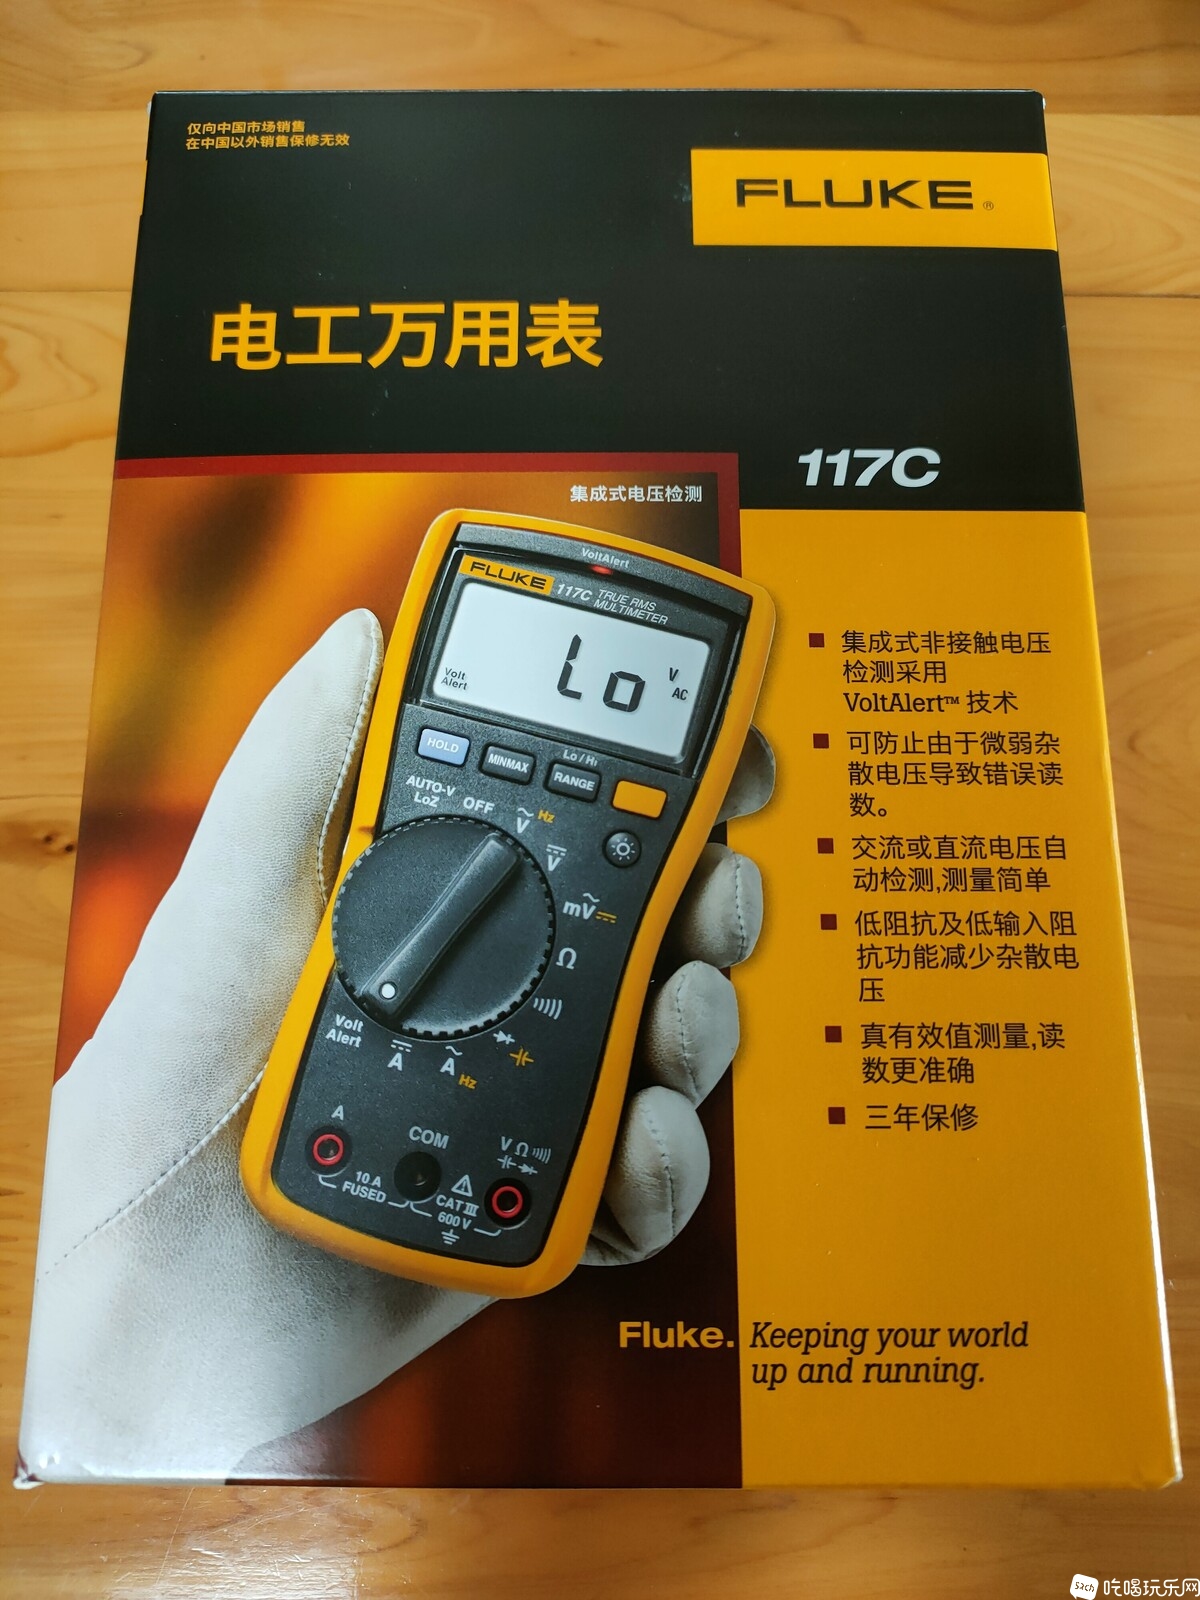 仅向中国市场销售
在中国以外销售保修无效
FLUKE®
电工万用表
117C
集成式电压检测
VoltAlert
FLUKE 117C TRUE RMS
MULTIMETER
Lo V AC
Volt
Alert
HOLD
MINMAX
Lo/Hi
RANGE
AUTO-V
LoZ
OFF
V Hz
V
mV
Ω
Volt
Alert
A
A Hz
A
COM
V Ω
10 A
FUSED
CAT III
600 V
集成式非接触电压
检测采用
VoltAlert™ 技术
可防止由于微弱杂
散电压导致错误读
数。
交流或直流电压自
动检测,测量简单
低阻抗及低输入阻
抗功能减少杂散电
压
真有效值测量,读
数更准确
三年保修
Fluke. Keeping your world
up and running.
52ch 吃喝玩乐网